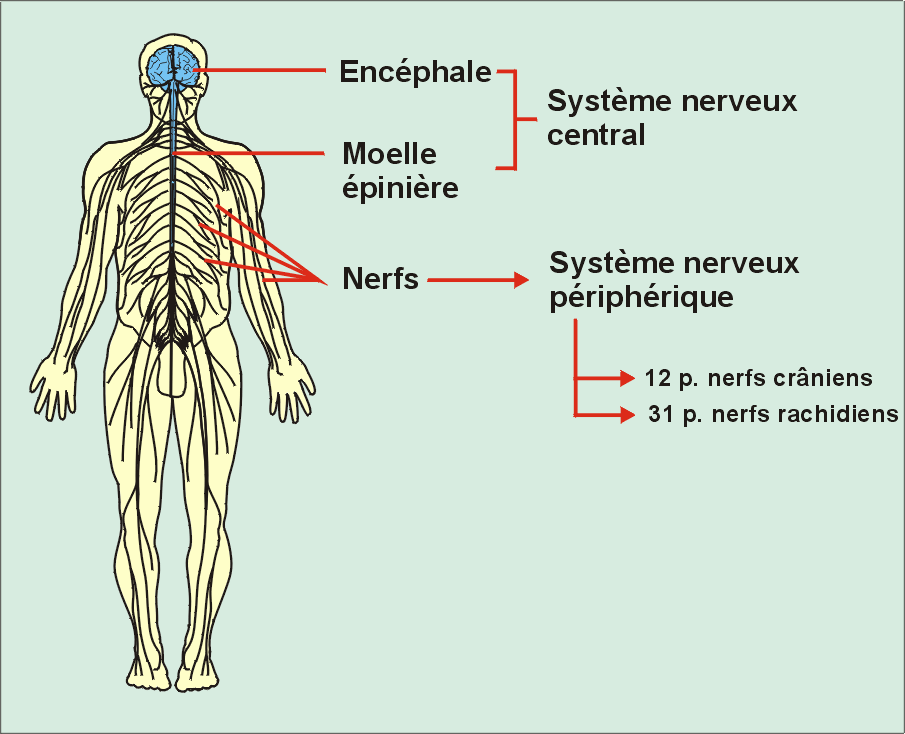 Encéphale
Système nerveux
central
Moelle
épinière
Nerfs
Système nerveux
périphérique
12 p. nerfs crâniens
31 p. nerfs rachidiens